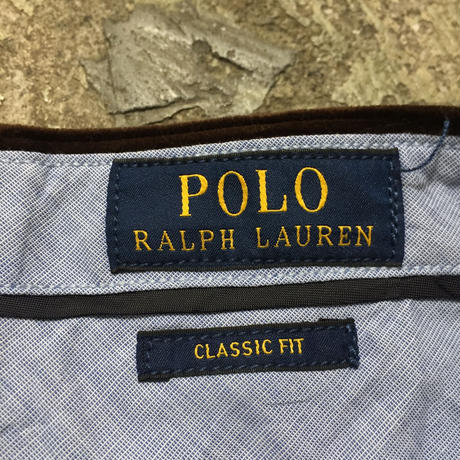 POLO
RALPH LAUREN
CLASSIC FIT